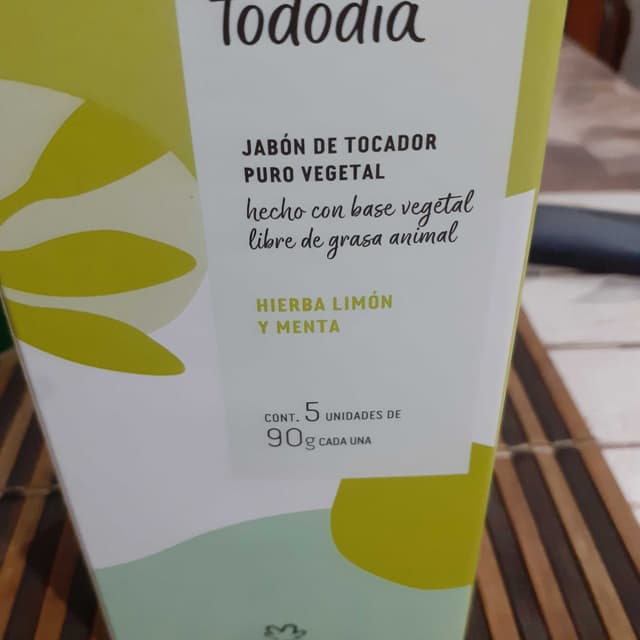 Tododia
JABÓN DE TOCADOR
PURO VEGETAL
hecho con base vegetal
libre de grasa animal
HIERBA LIMÓN
Y MENTA
CONT. 5 UNIDADES DE
90g CADA UNA